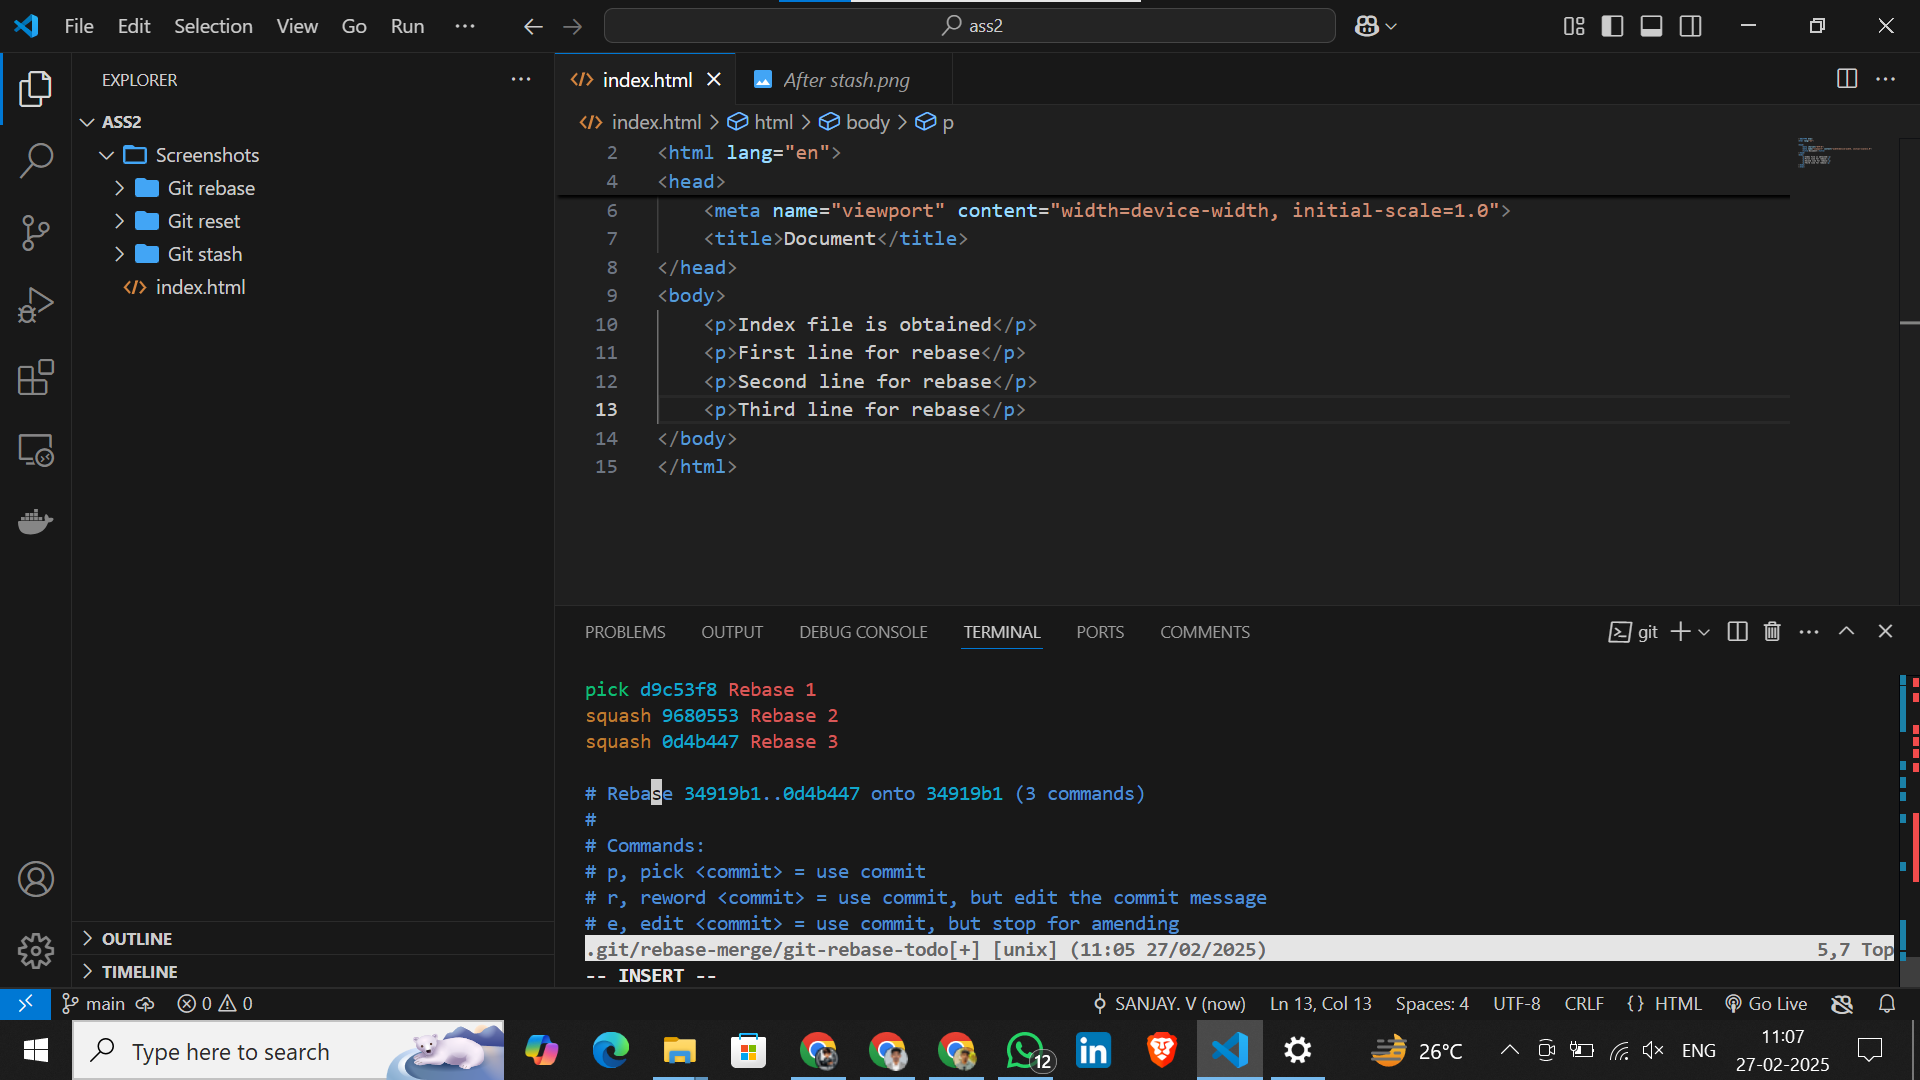 File Edit Selection View Go Run ···
ass2
EXPLORER ···
index.html
After stash.png
ASS2
Screenshots
Git rebase
Git reset
Git stash
index.html
index.html > html > body > p
2 <html lang="en">
4 <head>
6 <meta name="viewport" content="width=device-width, initial-scale=1.0">
7 <title>Document</title>
8 </head>
9 <body>
10 <p>Index file is obtained</p>
11 <p>First line for rebase</p>
12 <p>Second line for rebase</p>
13 <p>Third line for rebase</p>
14 </body>
15 </html>
PROBLEMS OUTPUT DEBUG CONSOLE TERMINAL PORTS COMMENTS
git
pick d9c53f8 Rebase 1
squash 9680553 Rebase 2
squash 0d4b447 Rebase 3
# Rebase 34919b1..0d4b447 onto 34919b1 (3 commands)
#
# Commands:
# p, pick <commit> = use commit
# r, reword <commit> = use commit, but edit the commit message
# e, edit <commit> = use commit, but stop for amending
.git/rebase-merge/git-rebase-todo[+] [unix] (11:05 27/02/2025) 5,7 Top
-- INSERT --
OUTLINE
TIMELINE
main 0 0 SANJAY. V (now) Ln 13, Col 13 Spaces: 4 UTF-8 CRLF {} HTML Go Live
Type here to search
12
26°C
ENG
11:07
27-02-2025